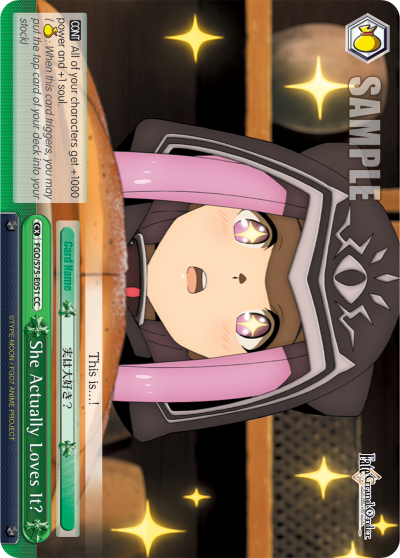 SAMPLE
Fate/Grand Order
CONT All of your characters get +1000
power and +1 soul.
( : When this card triggers, you may
put the top card of your deck into your
stock)
This is...!
Card Name
実は大好き?
CX FGO/S75-E051 CC
She Actually Loves It?
©TYPE-MOON / FGO7 ANIME PROJECT